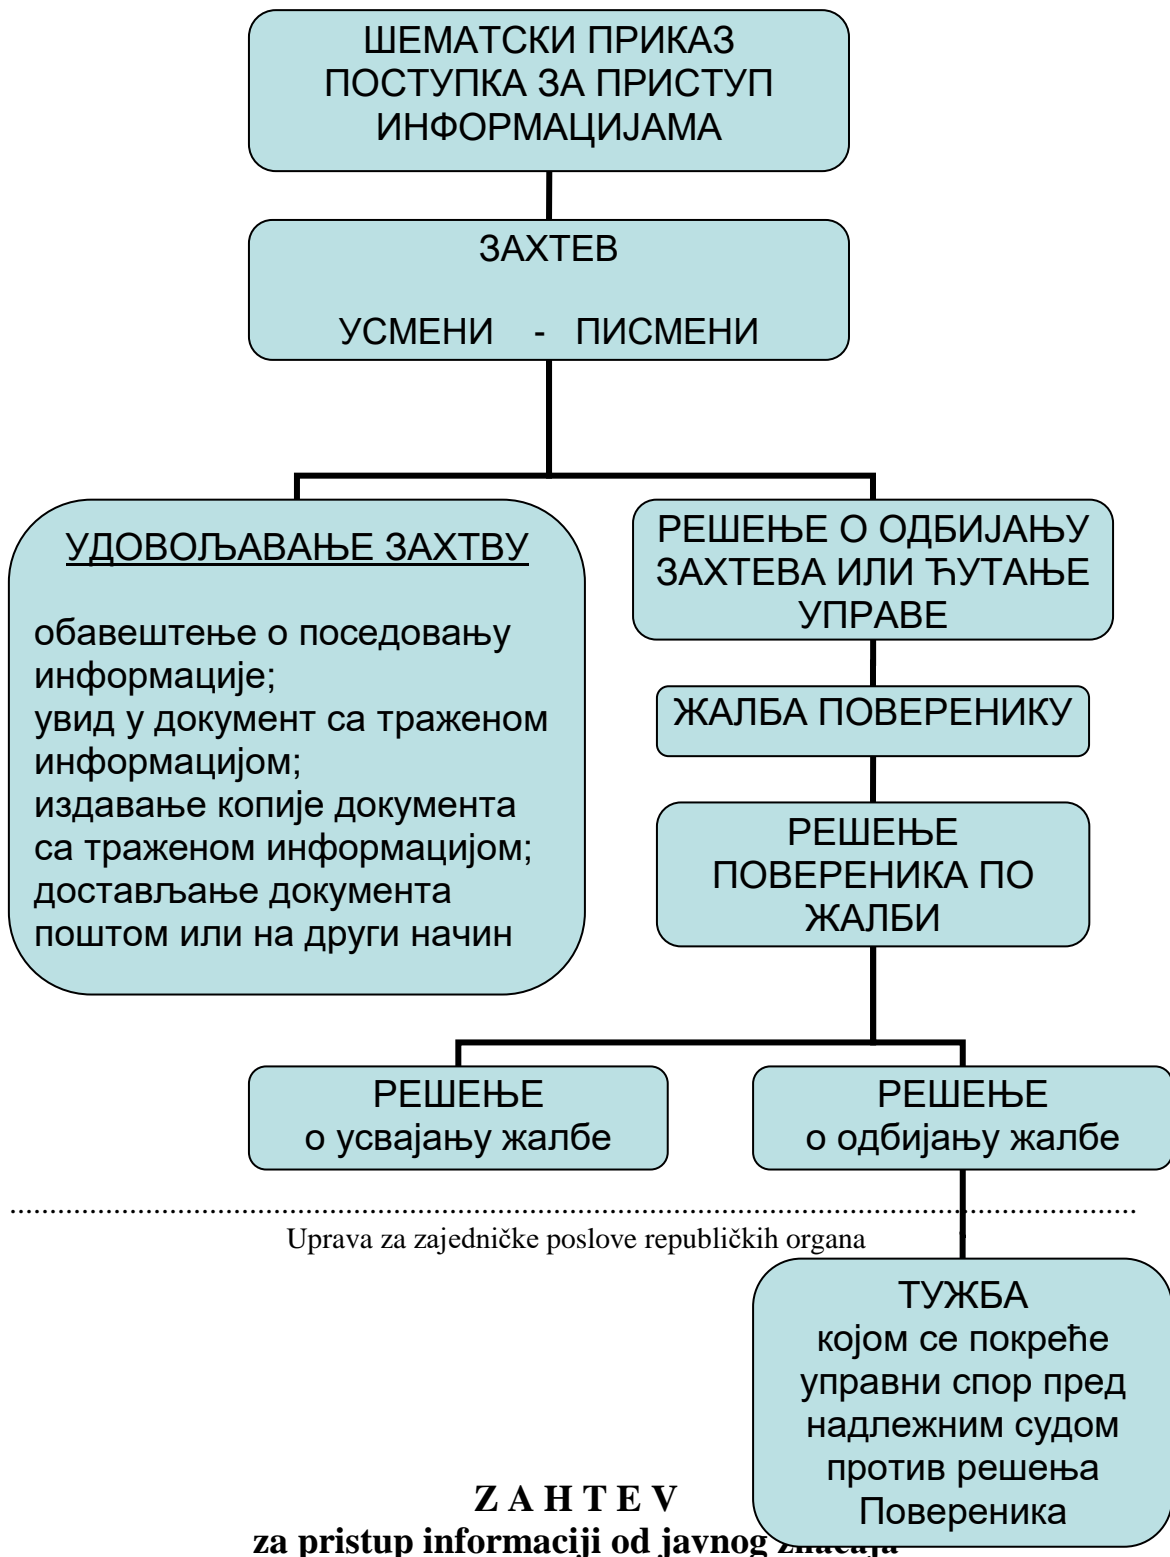 ШЕМАТСКИ ПРИКАЗ
ПОСТУПКА ЗА ПРИСТУП
ИНФОРМАЦИЈАМА
ЗАХТЕВ
УСМЕНИ - ПИСМЕНИ
УДОВОЉАВАЊЕ ЗАХТВУ
обавештење о поседовању
информације;
увид у документ са траженом
информацијом;
издавање копије документа
са траженом информацијом;
достављање документа
поштом или на други начин
РЕШЕЊЕ О ОДБИЈАЊУ
ЗАХТЕВА ИЛИ ЋУТАЊЕ
УПРАВЕ
ЖАЛБА ПОВЕРЕНИКУ
РЕШЕЊЕ
ПОВЕРЕНИКА ПО
ЖАЛБИ
РЕШЕЊЕ
о усвајању жалбе
РЕШЕЊЕ
о одбијању жалбе
Uprava za zajedničke poslove republičkih organa
ТУЖБА
којом се покреће
управни спор пред
надлежним судом
против решења
Повереника
Z A H T E V
za pristup informaciji od javnog